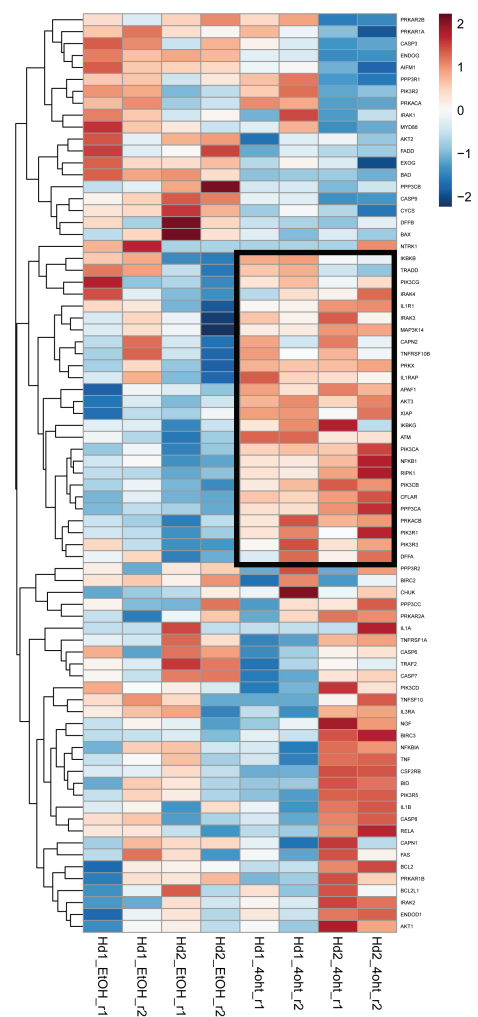 PRKAR2B
PRKAR1A
CASP3
ENDOG
AIFM1
PPP3R1
PIK3R2
PRKACA
IRAK1
MYD88
AKT2
FADD
EXOG
BAD
PPP3CB
CASP9
CYCS
DFFB
BAX
NTRK1
IKBKB
TRADD
PIK3CG
IRAK4
IL1R1
IRAK3
MAP3K14
CAPN2
TNFRSF10B
PRKX
IL1RAP
APAF1
AKT3
XIAP
IKBKG
ATM
PIK3CA
NFKB1
RIPK1
PIK3CB
CFLAR
PPP3CA
PRKACB
PIK3R1
PIK3R3
DFFA
PPP3R2
BIRC2
CHUK
PPP3CC
PRKAR2A
IL1A
TNFRSF1A
CASP6
TRAF2
CASP7
PIK3CD
TNFSF10
IL3RA
NGF
BIRC3
NFKBIA
TNF
CSF2RB
BID
PIK3R5
IL1B
CASP8
RELA
CAPN1
FAS
BCL2
PRKAR1B
BCL2L1
IRAK2
ENDOD1
AKT1
2
1
0
−1
−2
Hd1_EtOH_r1
Hd1_EtOH_r2
Hd2_EtOH_r1
Hd2_EtOH_r2
Hd1_4oht_r1
Hd1_4oht_r2
Hd2_4oht_r1
Hd2_4oht_r2